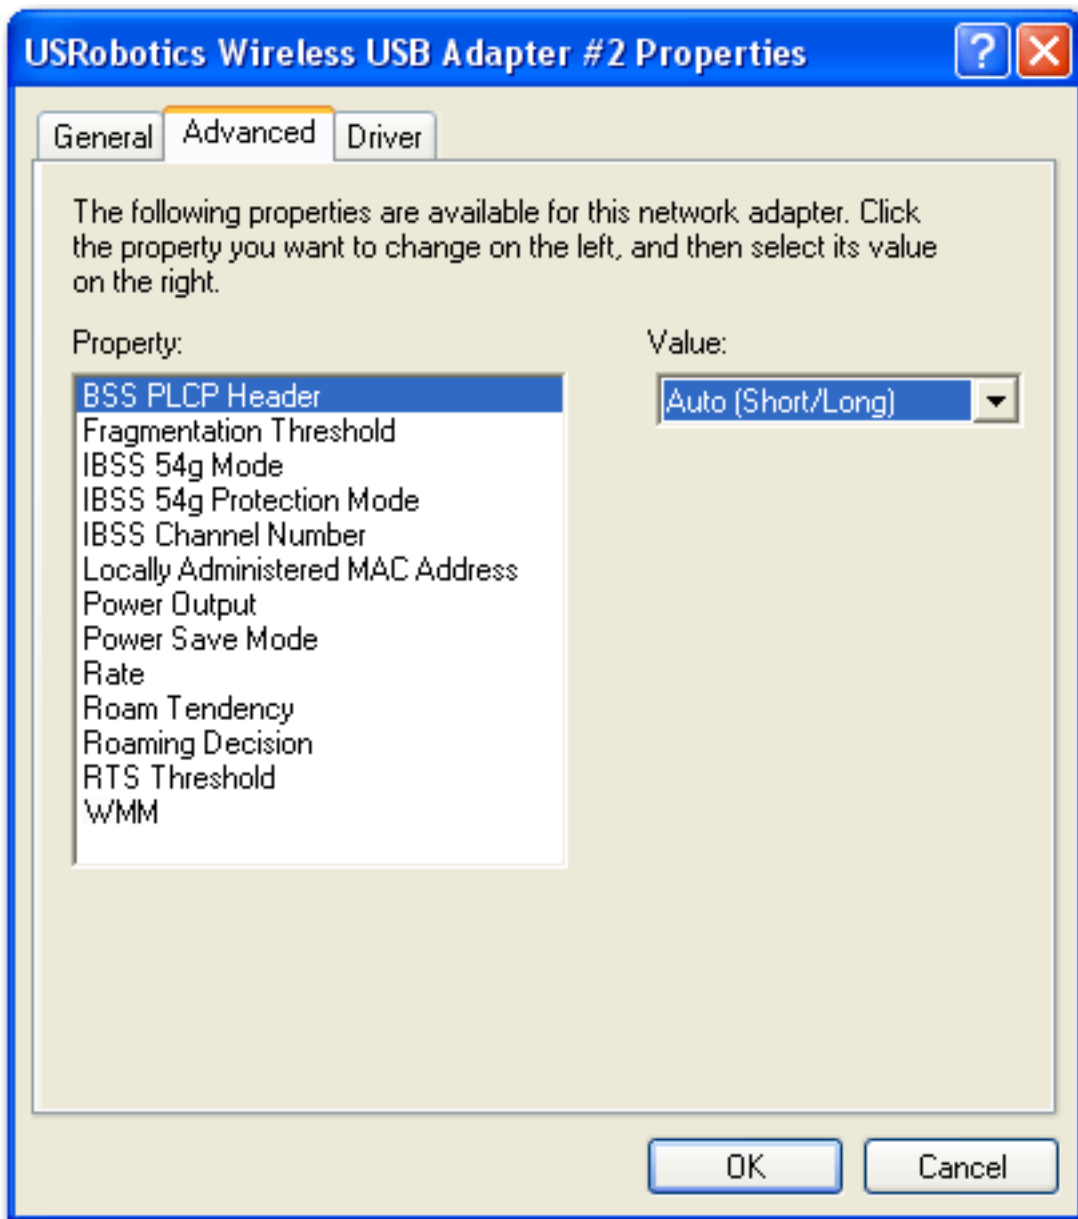 USRobotics Wireless USB Adapter #2 Properties
General
Advanced
Driver
The following properties are available for this network adapter. Click
the property you want to change on the left, and then select its value
on the right.
Property:
Value:
BSS PLCP Header
Auto (Short/Long)
Fragmentation Threshold
IBSS 54g Mode
IBSS 54g Protection Mode
IBSS Channel Number
Locally Administered MAC Address
Power Output
Power Save Mode
Rate
Roam Tendency
Roaming Decision
RTS Threshold
WMM
OK
Cancel